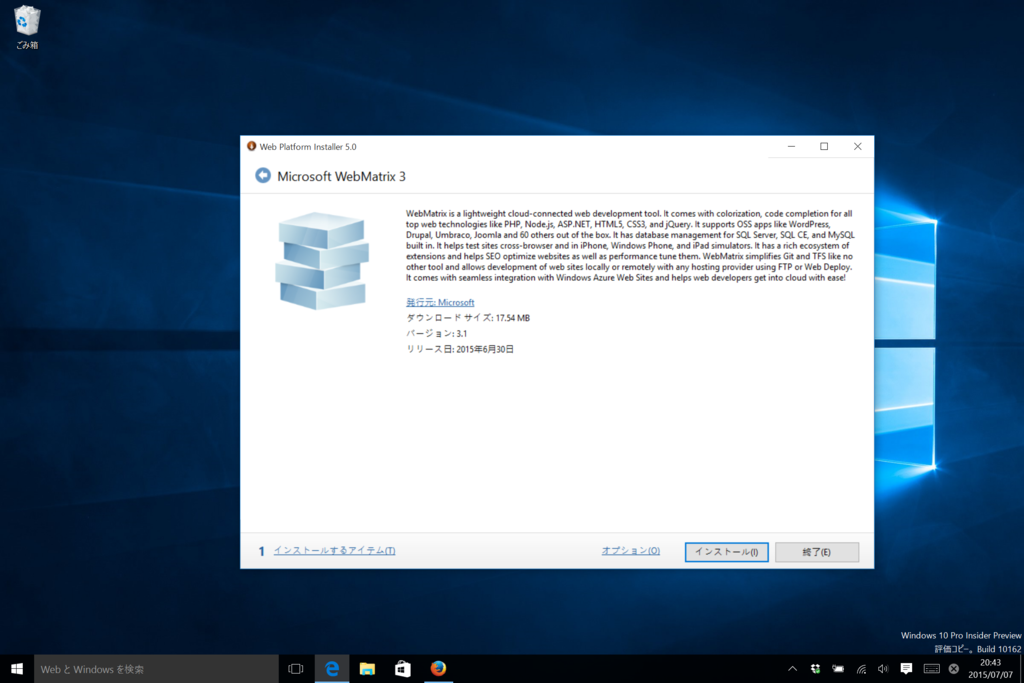 ごみ箱
Web Platform Installer 5.0
Microsoft WebMatrix 3
WebMatrix is a lightweight cloud-connected web development tool. It comes with colorization, code completion for all
top web technologies like PHP, Node.js, ASP.NET, HTML5, CSS3, and jQuery. It supports OSS apps like WordPress,
Drupal, Umbraco, Joomla and 60 others out of the box. It has database management for SQL Server, SQL CE, and MySQL
built in. It helps test sites cross-browser and in iPhone, Windows Phone, and iPad simulators. It has a rich ecosystem of
extensions and helps SEO optimize websites as well as performance tune them. WebMatrix simplifies Git and TFS like no
other tool and allows development of web sites locally or remotely with any hosting provider using FTP or Web Deploy.
It comes with seamless integration with Windows Azure Web Sites and helps web developers get into cloud with ease!
発行元: Microsoft
ダウンロード サイズ: 17.54 MB
バージョン: 3.1
リリース日: 2015年6月30日
1 インストールするアイテム(T)
オプション(O)
インストール(I)
終了(E)
Windows 10 Pro Insider Preview
評価コピー。 Build 10162
Web と Windows を検索
20:43
2015/07/07